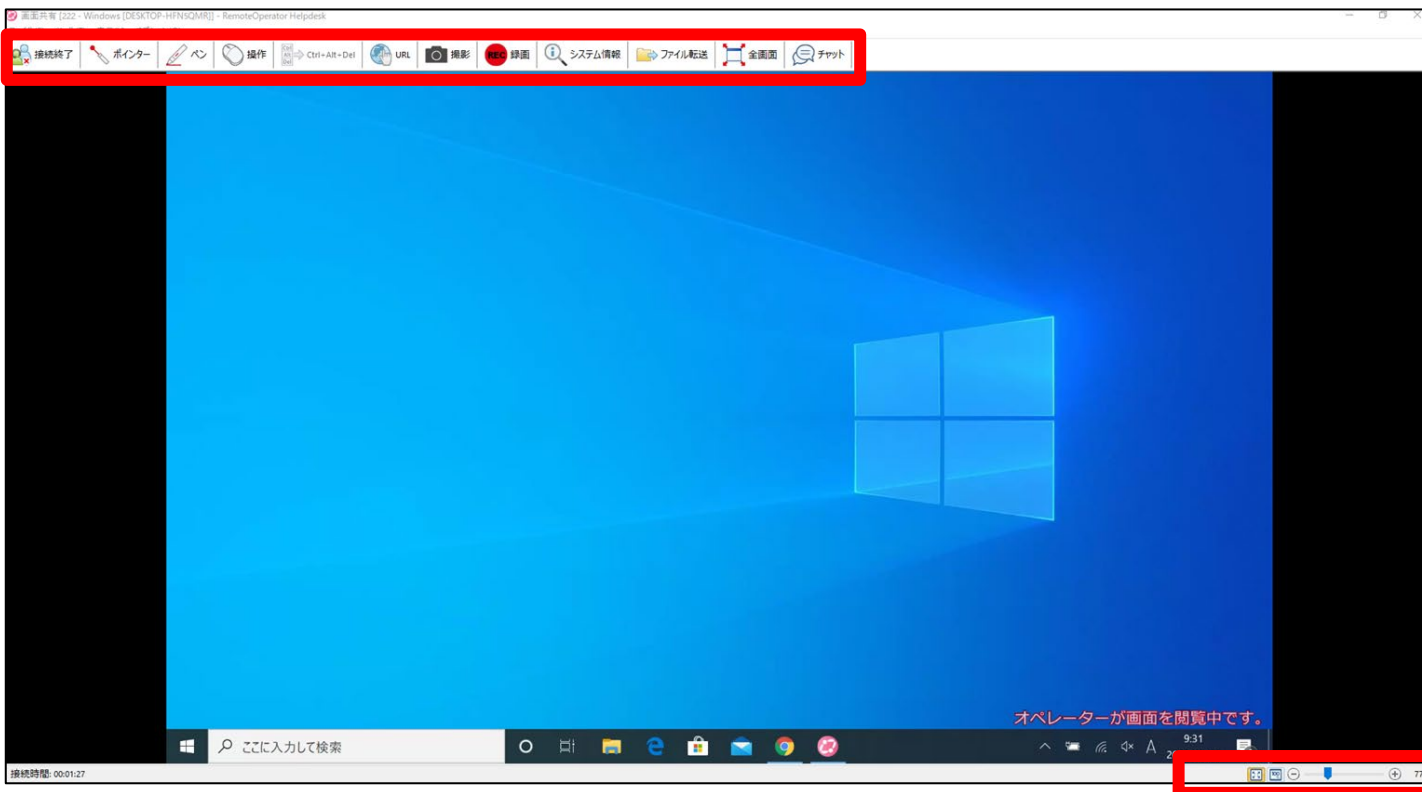 画面共有 [222 - Windows [DESKTOP-HFN5QMR]] - RemoteOperator Helpdesk
接続終了 ポインター ペン 操作 Ctrl+Alt+Del URL 撮影 REC 録画 システム情報 ファイル転送 全画面 チャット
オペレーターが画面を閲覧中です。
ここに入力して検索
A 9:31
接続時間: 00:01:27
77